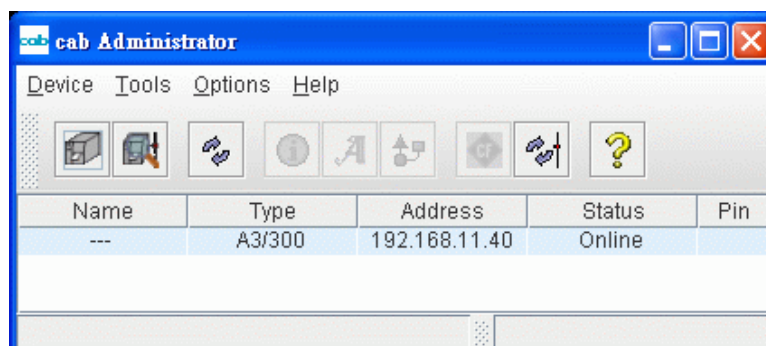 cab cab Administrator
Device Tools Options Help
i A cf ?
Name Type Address Status Pin
--- A3/300 192.168.11.40 Online